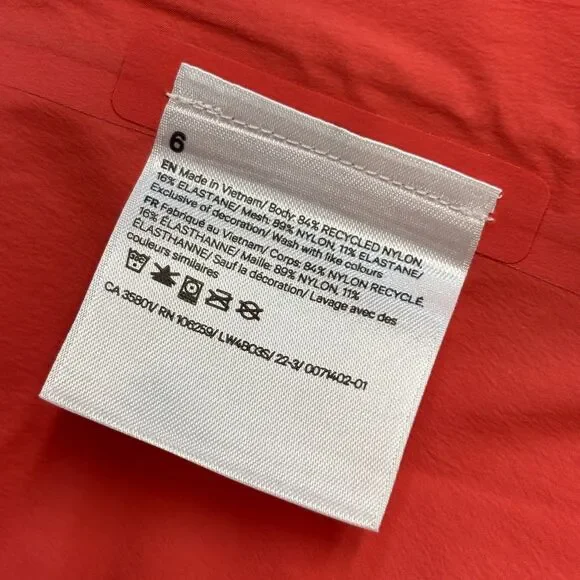 6
EN Made in Vietnam/ Body: 84% RECYCLED NYLON,
16% ELASTANE/ Mesh: 89% NYLON, 11% ELASTANE/
Exclusive of decoration/ Wash with like colours
FR Fabriqué au Vietnam/ Corps: 84% NYLON RECYCLÉ
16% ÉLASTHANNE/ Maille: 89% NYLON, 11%
ÉLASTHANNE/ Sauf la décoration/ Lavage avec des
couleurs similaires
CA 35801/ RN 106259/ LW4BO3S/ 22-3/ 0071402-01